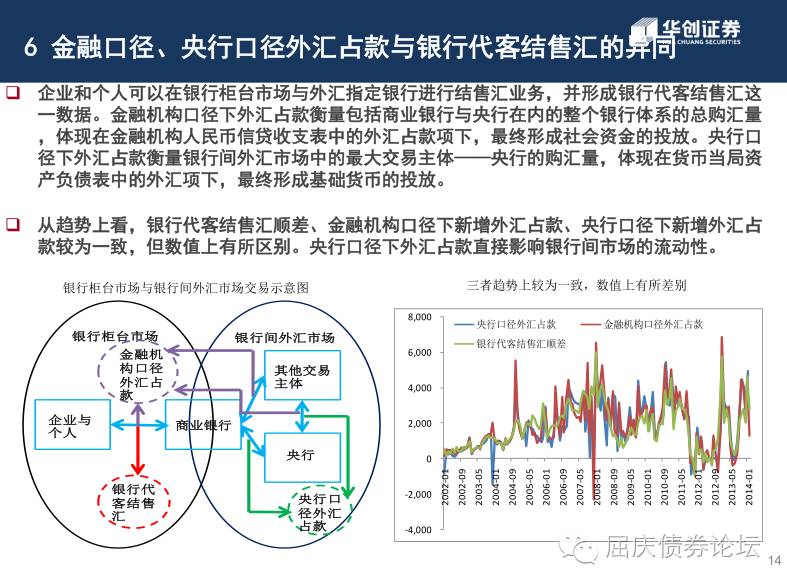 华创证券
HUA CHUANG SECURITIES
6 金融口径、央行口径外汇占款与银行代客结售汇的异同
企业和个人可以在银行柜台市场与外汇指定银行进行结售汇业务，并形成银行代客结售汇这
一数据。金融机构口径下外汇占款衡量包括商业银行与央行在内的整个银行体系的总购汇量
，体现在金融机构人民币信贷收支表中的外汇占款项下，最终形成社会资金的投放。央行口
径下外汇占款衡量银行间外汇市场中的最大交易主体——央行的购汇量，体现在货币当局资
产负债表中的外汇项下，最终形成基础货币的投放。
从趋势上看，银行代客结售汇顺差、金融机构口径下新增外汇占款、央行口径下新增外汇占
款较为一致，但数值上有所区别。央行口径下外汇占款直接影响银行间市场的流动性。
银行柜台市场与银行间外汇市场交易示意图
银行柜台市场
银行间外汇市场
金融机
构口径
外汇占
款
其他交易
主体
企业与
个人
商业银行
央行
银行代
客结售
汇
央行口
径外汇
占款
三者趋势上较为一致，数值上有所差别
央行口径外汇占款
金融机构口径外汇占款
银行代客结售汇顺差
8,000
6,000
4,000
2,000
0
-2,000
-4,000
2002-01
2002-09
2003-05
2004-01
2004-09
2005-05
2006-01
2006-09
2007-05
2008-01
2008-09
2009-05
2010-01
2010-09
2011-05
2012-01
2012-09
2013-05
2014-01
屈庆债券论坛
14